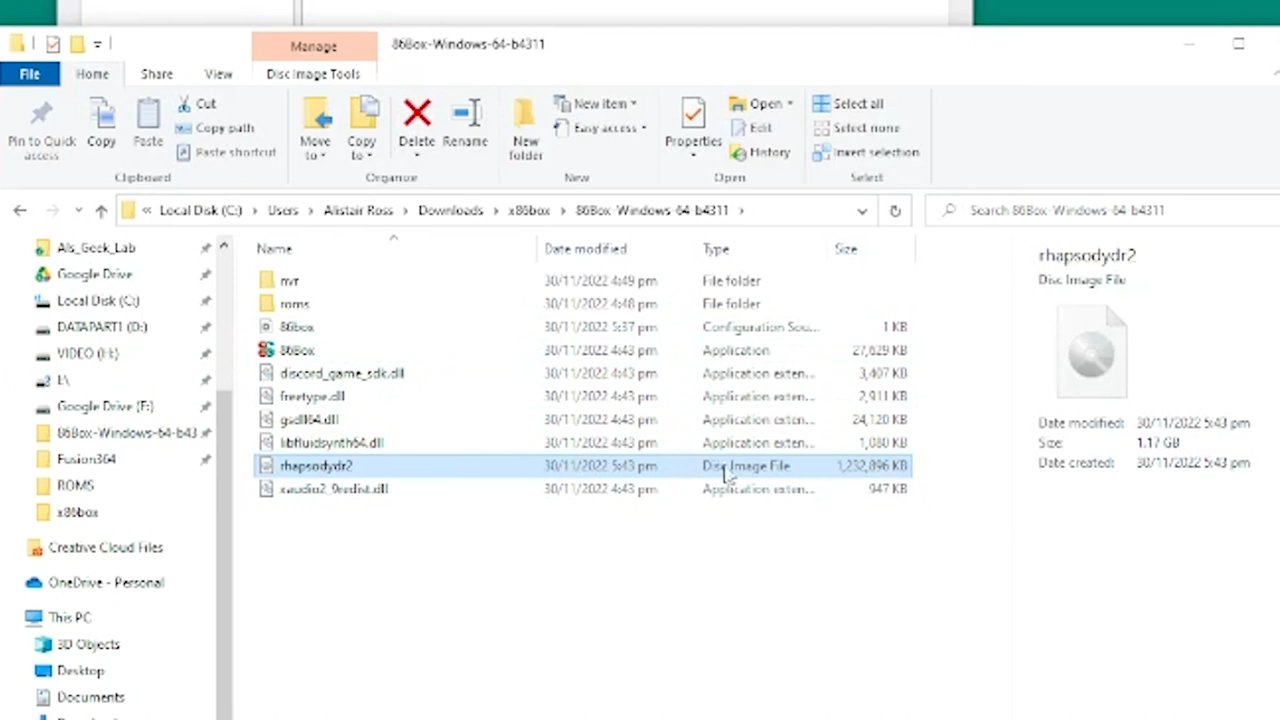 Manage 86Box-Windows-64-b4311
File Home Share View Disc Image Tools
Pin to Quick access
Copy
Paste
Cut
Copy path
Paste shortcut
Clipboard
Move to
Copy to
Delete
Rename
Organize
New folder
New item
Easy access
New
Properties
Open
Edit
History
Open
Select all
Select none
Invert selection
Select
« Local Disk (C:) > Users > Alistair Ross > Downloads > x86box > 86Box-Windows-64-b4311 >
Search 86Box-Windows-64-b4311
Als_Geek_Lab
Google Drive
Local Disk (C:)
DATAPART1 (D:)
VIDEO (H:)
I:\
Google Drive (F:)
86Box-Windows-64-b43
Fusion364
ROMS
x86box
Creative Cloud Files
OneDrive - Personal
This PC
3D Objects
Desktop
Documents
Name Date modified Type Size
nvr 30/11/2022 4:49 pm File folder
roms 30/11/2022 4:48 pm File folder
86box 30/11/2022 5:37 pm Configuration Sou... 1 KB
86Box 30/11/2022 4:43 pm Application 27,629 KB
discord_game_sdk.dll 30/11/2022 4:43 pm Application exten... 3,407 KB
freetype.dll 30/11/2022 4:43 pm Application exten... 2,911 KB
gsdll64.dll 30/11/2022 4:43 pm Application exten... 24,120 KB
libfluidsynth64.dll 30/11/2022 4:43 pm Application exten... 1,080 KB
rhapsodydr2 30/11/2022 5:43 pm Disc Image File 1,232,896 KB
xaudio2_9redist.dll 30/11/2022 4:43 pm Application exten... 947 KB
rhapsodydr2
Disc Image File
Date modified: 30/11/2022 5:43 pm
Size: 1.17 GB
Date created: 30/11/2022 5:43 pm